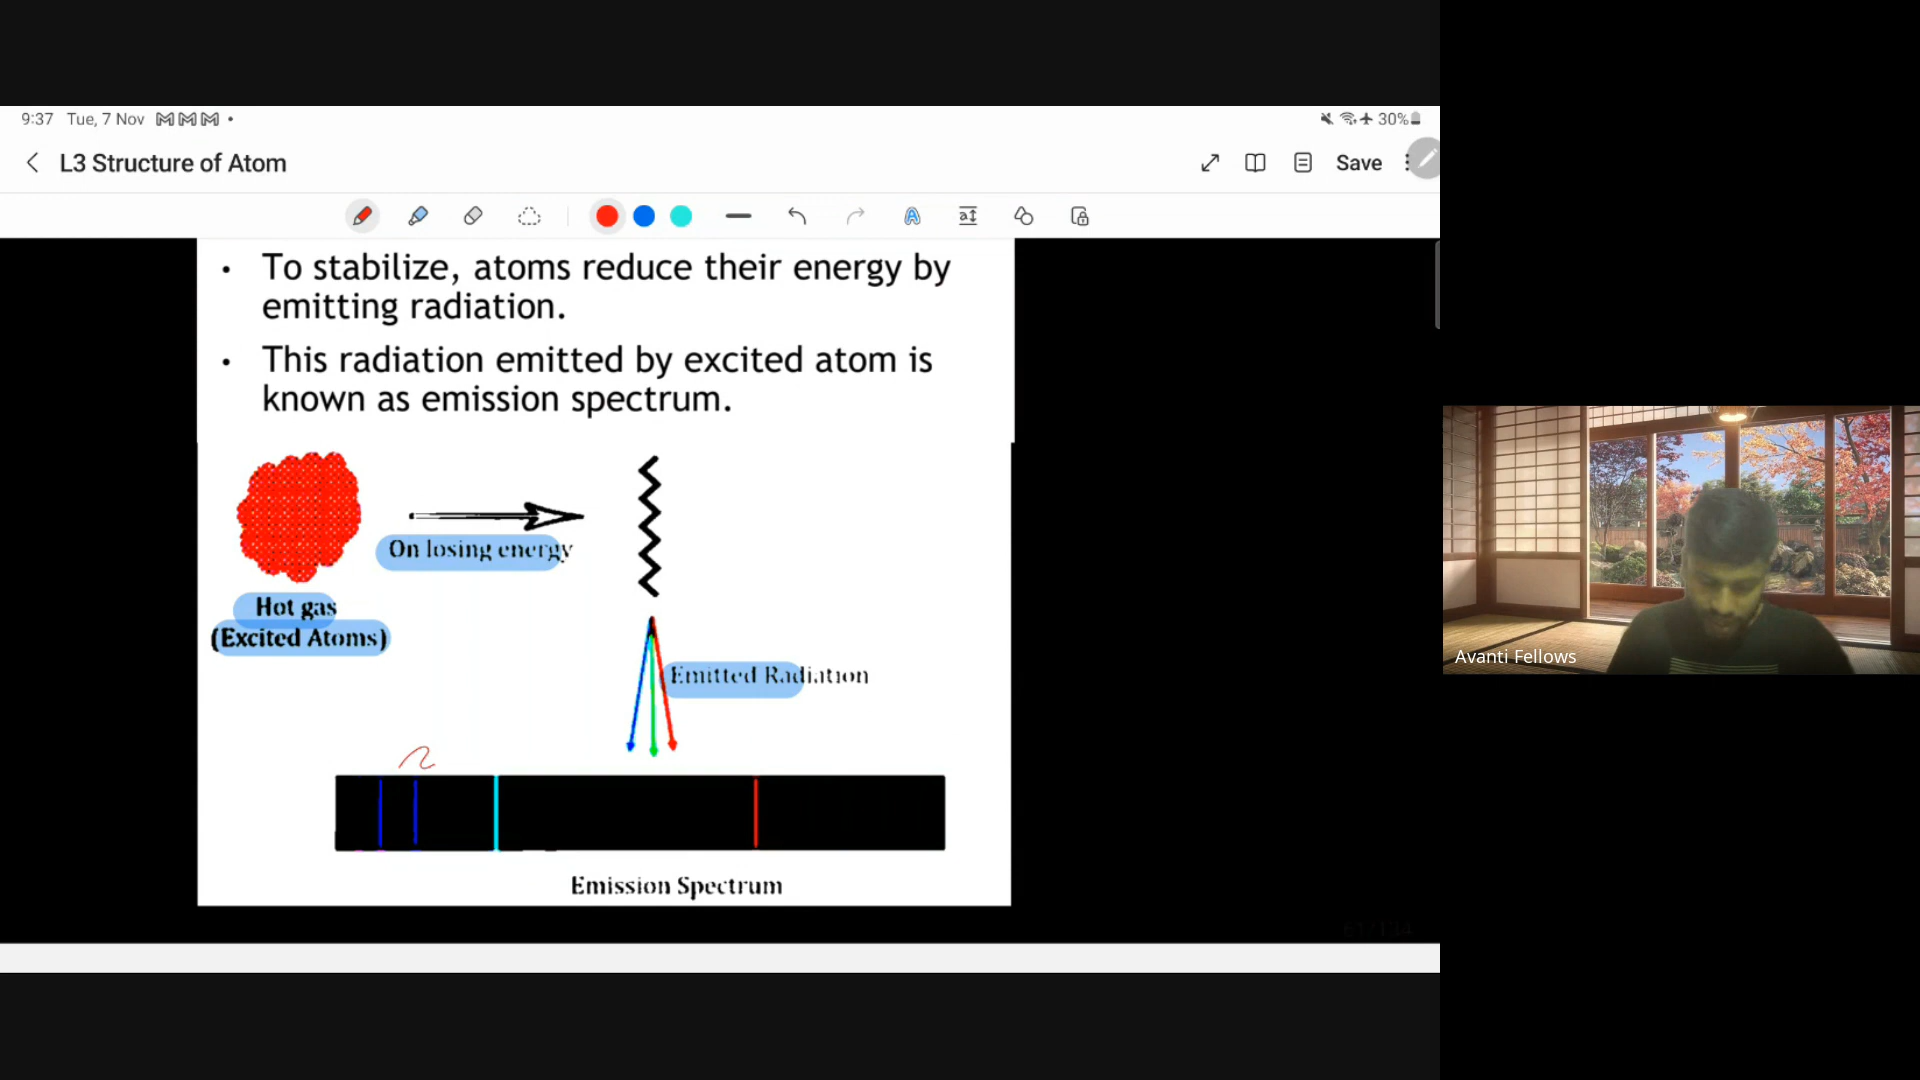 9:37 Tue, 7 Nov
30%
L3 Structure of Atom
Save
• To stabilize, atoms reduce their energy by
emitting radiation.
• This radiation emitted by excited atom is
known as emission spectrum.
On losing energy
Hot gas
(Excited Atoms)
Emitted Radiation
Emission Spectrum
Avanti Fellows